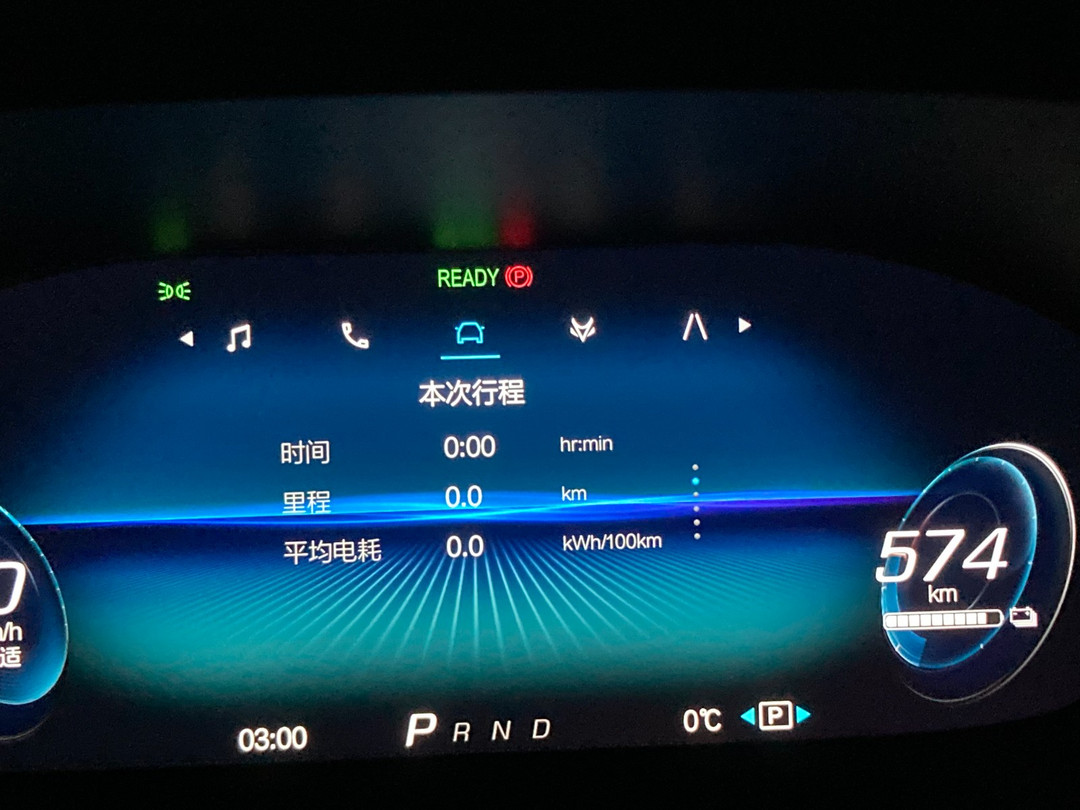 READY P
本次行程
时间 0:00 hr:min
里程 0.0 km
平均电耗 0.0 kWh/100km
574
km
适
03:00 P R N D 0℃ P